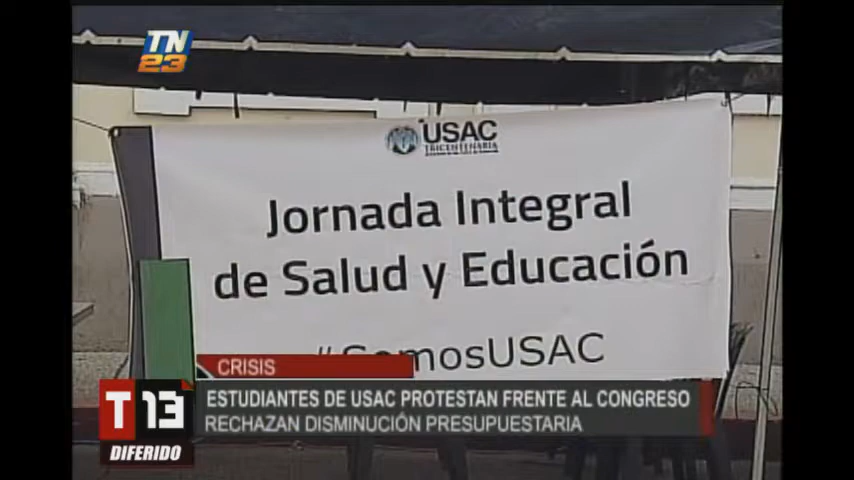 TN
23
USAC
TRICENTENARIA
Jornada Integral
de Salud y Educación
#SomosUSAC
CRISIS
ESTUDIANTES DE USAC PROTESTAN FRENTE AL CONGRESO
RECHAZAN DISMINUCIÓN PRESUPUESTARIA
T 13
DIFERIDO